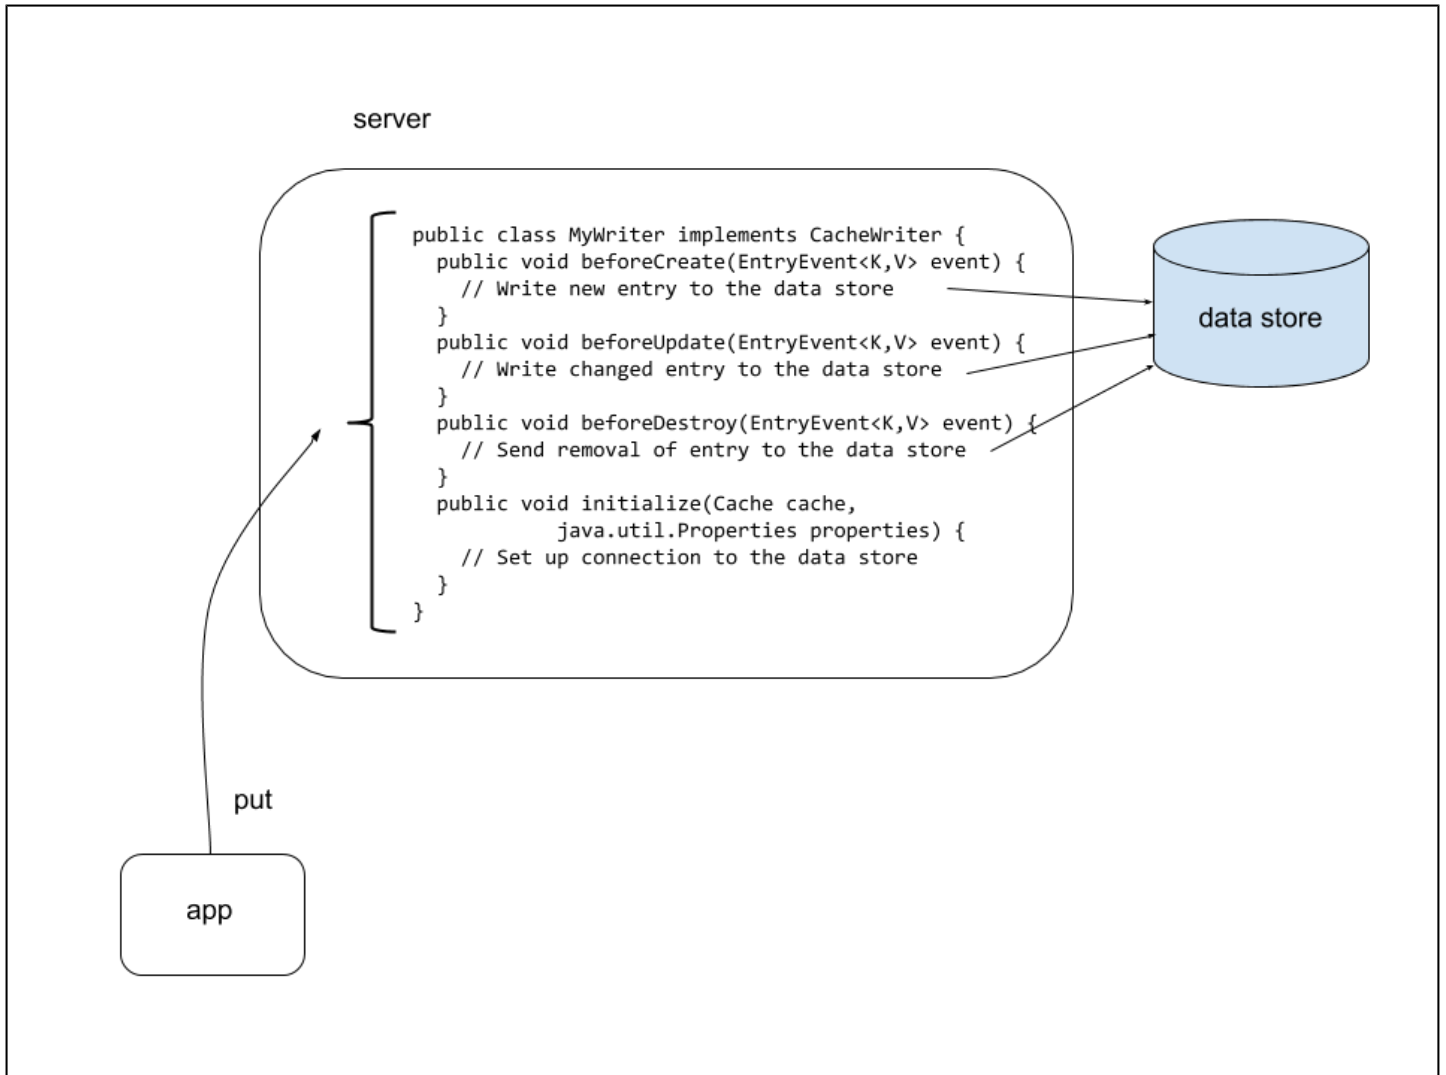 server
public class MyWriter implements CacheWriter {
  public void beforeCreate(EntryEvent<K,V> event) {
    // Write new entry to the data store
  }
  public void beforeUpdate(EntryEvent<K,V> event) {
    // Write changed entry to the data store
  }
  public void beforeDestroy(EntryEvent<K,V> event) {
    // Send removal of entry to the data store
  }
  public void initialize(Cache cache,
            java.util.Properties properties) {
    // Set up connection to the data store
  }
}
data store
put
app